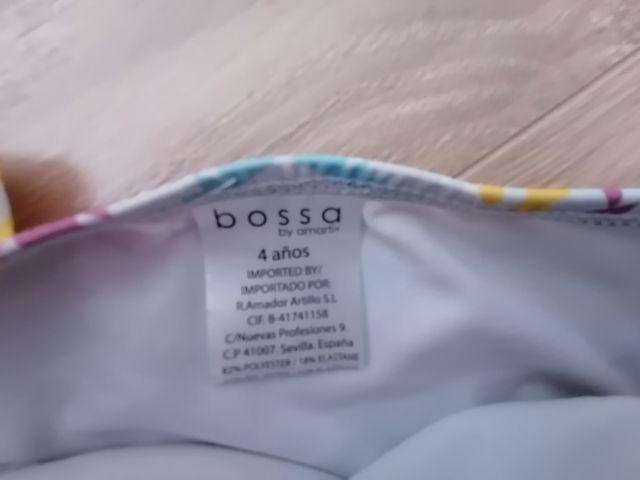 bossa
by amarti
4 años
IMPORTED BY/
IMPORTADO POR:
R.Amador Artillo S.L
CIF. B-41741158
C/Nuevas Profesiones 9.
C.P 41007. Sevilla. España
82% POLYESTER / 18% ELASTANE